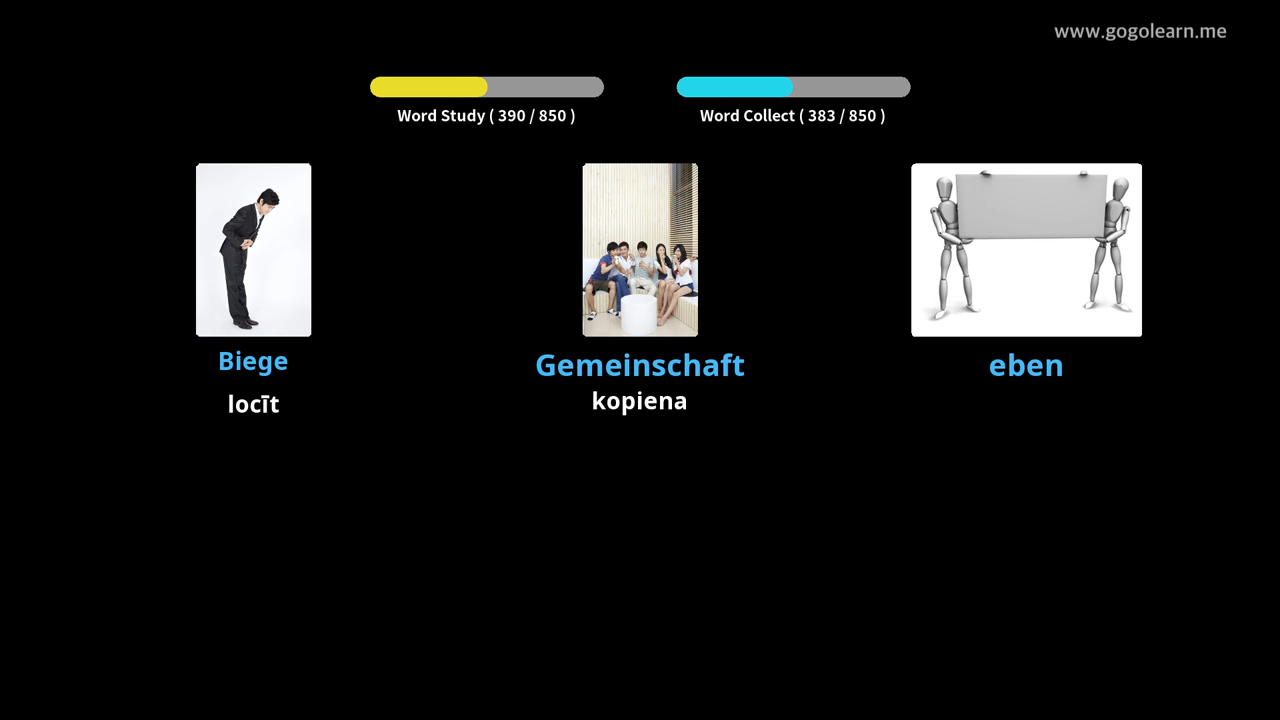 www.gogolearn.me
Word Study ( 390 / 850 )
Word Collect ( 383 / 850 )
Biege
locīt
Gemeinschaft
kopiena
eben